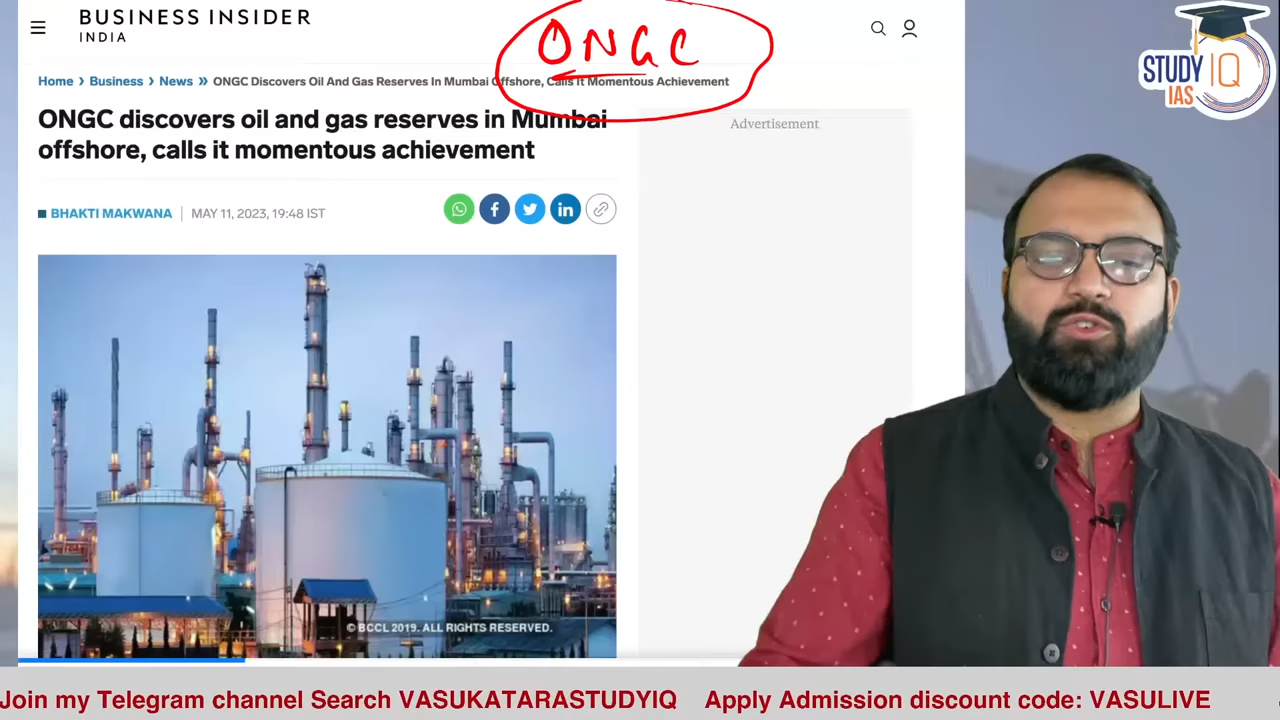 BUSINESS INSIDER
INDIA
ONGC
STUDY IQ
IAS
Home › Business › News » ONGC Discovers Oil And Gas Reserves In Mumbai Offshore, Calls It Momentous Achievement
ONGC discovers oil and gas reserves in Mumbai
offshore, calls it momentous achievement
Advertisement
BHAKTI MAKWANA | MAY 11, 2023, 19:48 IST
© BCCL 2019. ALL RIGHTS RESERVED.
Join my Telegram channel Search VASUKATARASTUDYIQ Apply Admission discount code: VASULIVE